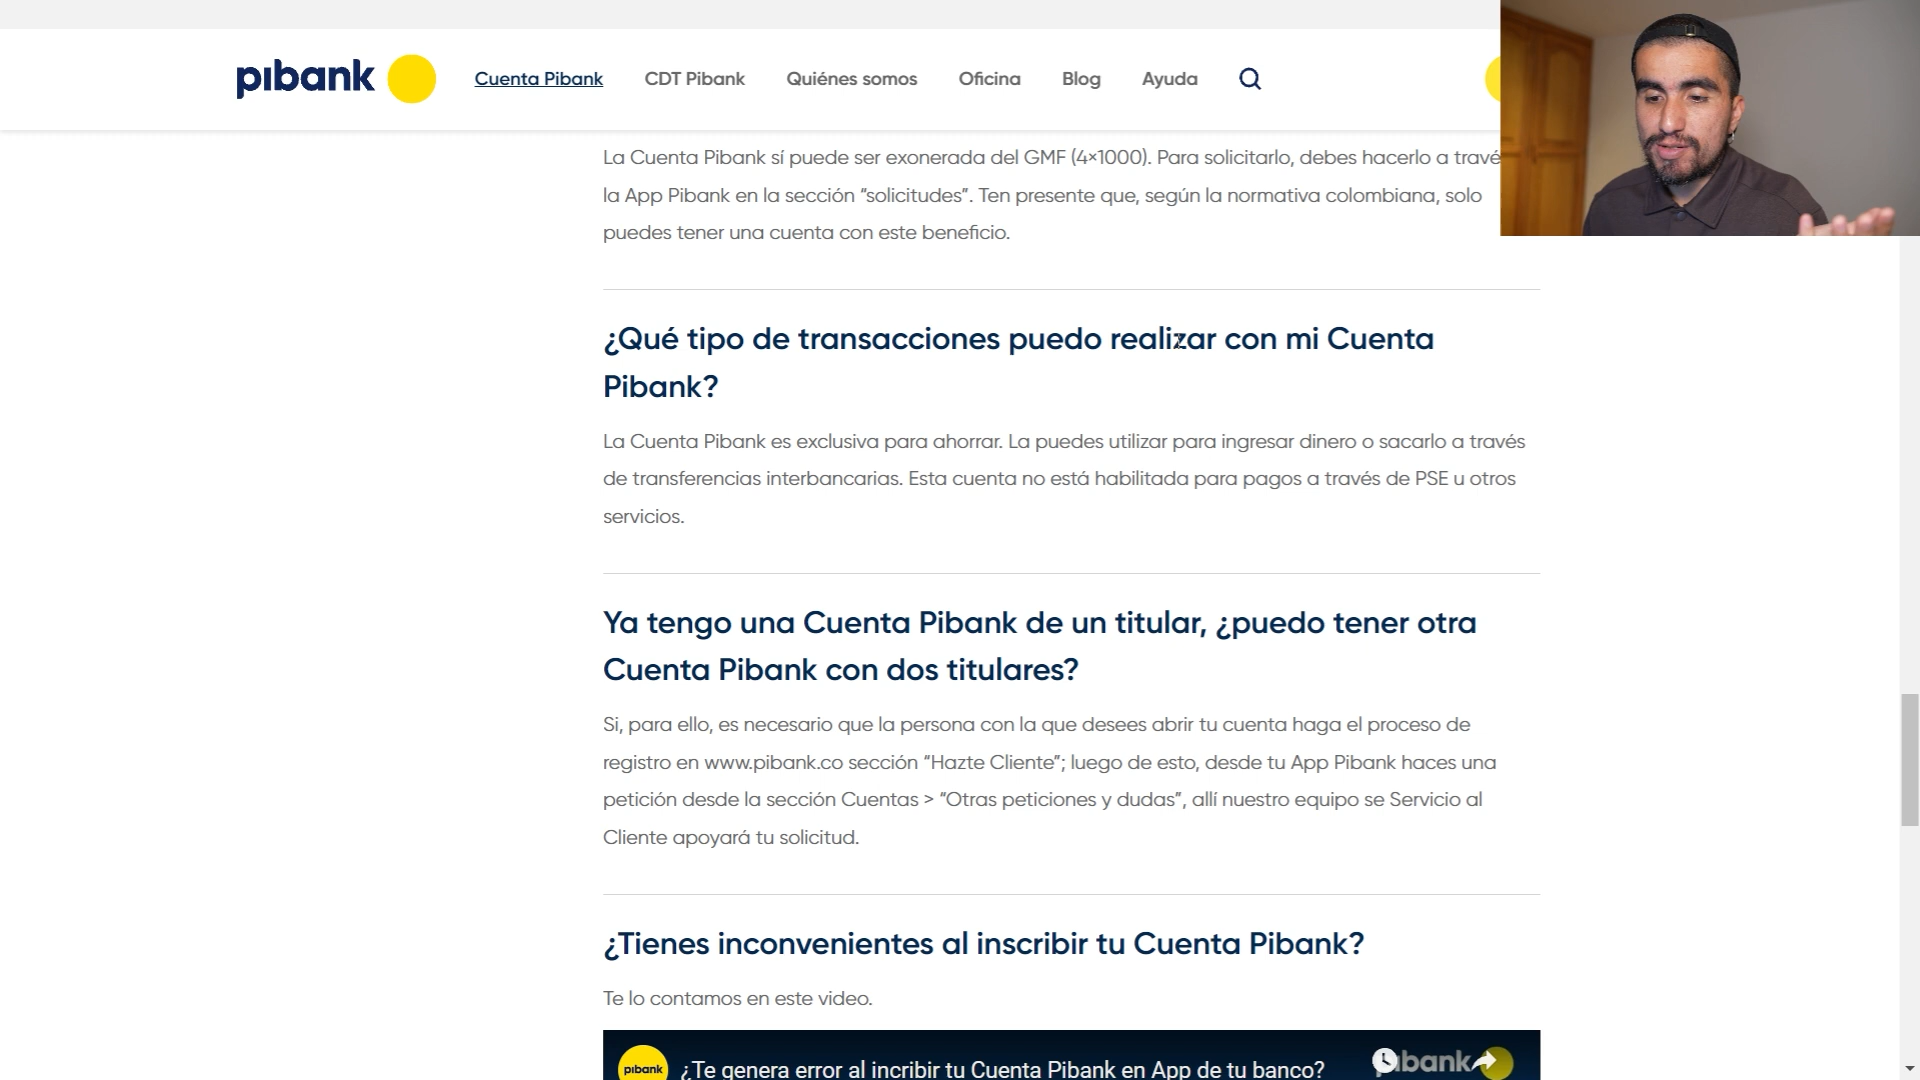 pibank
Cuenta Pibank
CDT Pibank
Quiénes somos
Oficina
Blog
Ayuda
La Cuenta Pibank sí puede ser exonerada del GMF (4×1000). Para solicitarlo, debes hacerlo a travé
la App Pibank en la sección “solicitudes”. Ten presente que, según la normativa colombiana, solo
puedes tener una cuenta con este beneficio.
¿Qué tipo de transacciones puedo realizar con mi Cuenta
Pibank?
La Cuenta Pibank es exclusiva para ahorrar. La puedes utilizar para ingresar dinero o sacarlo a través
de transferencias interbancarias. Esta cuenta no está habilitada para pagos a través de PSE u otros
servicios.
Ya tengo una Cuenta Pibank de un titular, ¿puedo tener otra
Cuenta Pibank con dos titulares?
Si, para ello, es necesario que la persona con la que desees abrir tu cuenta haga el proceso de
registro en www.pibank.co sección “Hazte Cliente”; luego de esto, desde tu App Pibank haces una
petición desde la sección Cuentas > “Otras peticiones y dudas”, allí nuestro equipo se Servicio al
Cliente apoyará tu solicitud.
¿Tienes inconvenientes al inscribir tu Cuenta Pibank?
Te lo contamos en este video.
pibank
¿Te genera error al incribir tu Cuenta Pibank en App de tu banco?